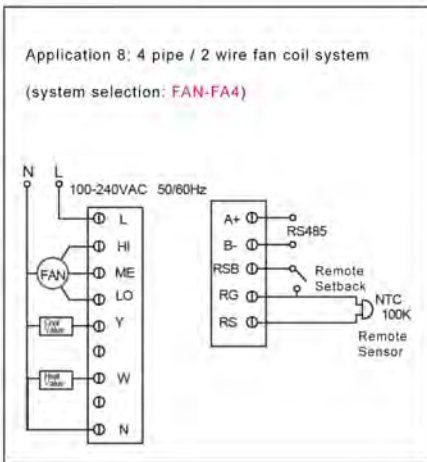 Application 8: 4 pipe / 2 wire fan coil system
(system selection: FAN-FA4)
N L
100-240VAC 50/60Hz
L
HI
FAN
ME
LO
Y
Cool
Valve
W
Heat
Valve
N
A+
RS485
B-
RSB
Remote
Setback
RG
NTC
100K
RS
Remote
Sensor